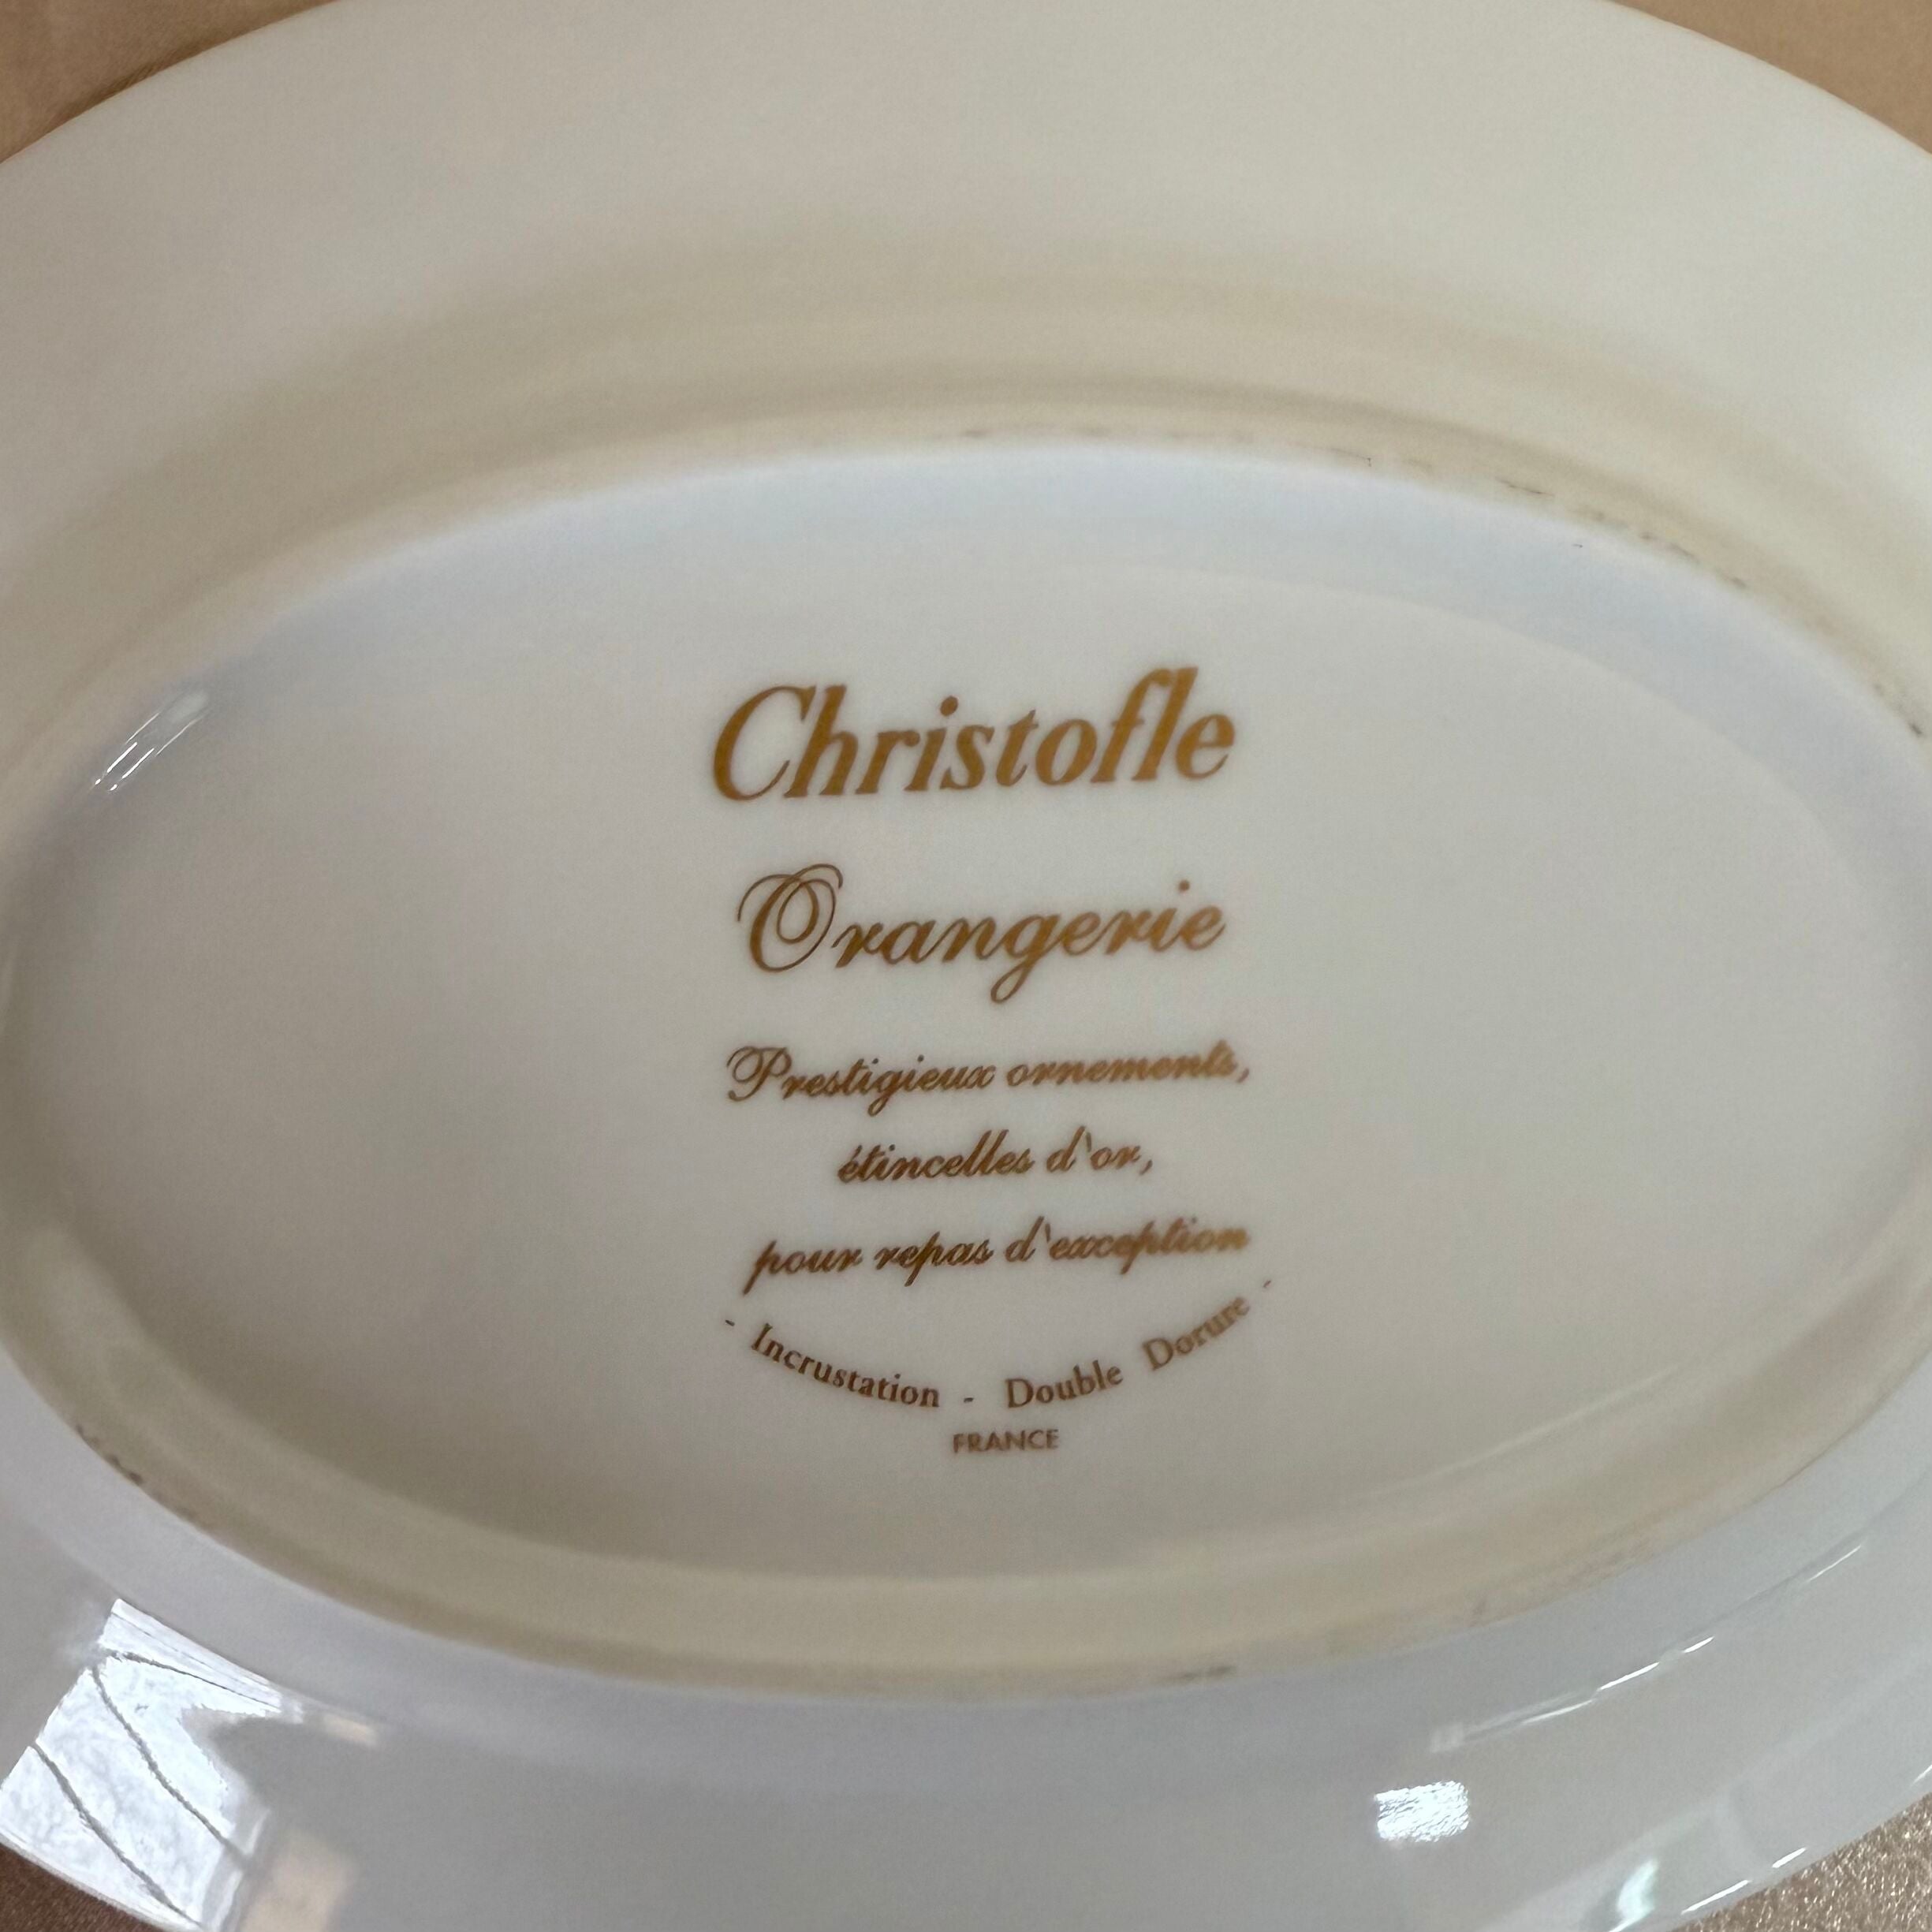 Christofle
Orangerie
Prestigieux ornements,
étincelles d'or,
pour repas d'exception
- Incrustation - Double Dorure -
FRANCE